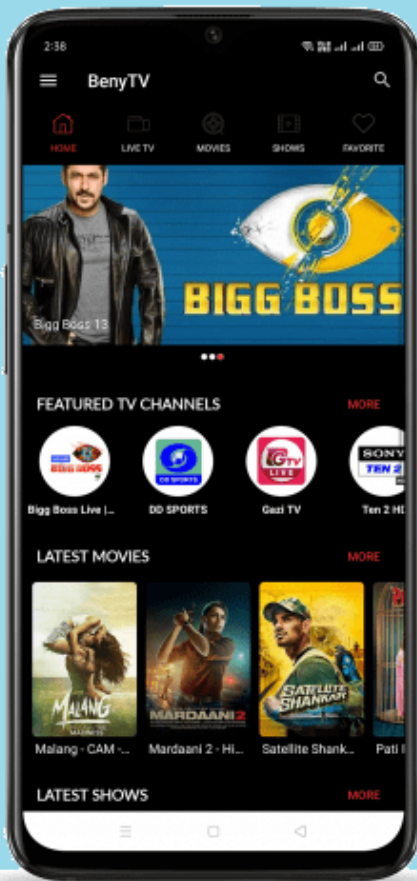 2:38
BenyTV
HOME LIVE TV MOVIES SHOWS FAVORITE
BIGG BOSS
Bigg Boss 13
FEATURED TV CHANNELS MORE
BIGG BOSS
DD SPORTS
GTV
LIVE
SONY
TEN 2
Bigg Boss Live |... DD SPORTS Gazi TV Ten 2 HD
LATEST MOVIES MORE
MALANG
MARDAANI 2
SATELLITE
SHANKAR
Malang - CAM -... Mardaani 2 - Hi... Satellite Shank... Pati
LATEST SHOWS MORE